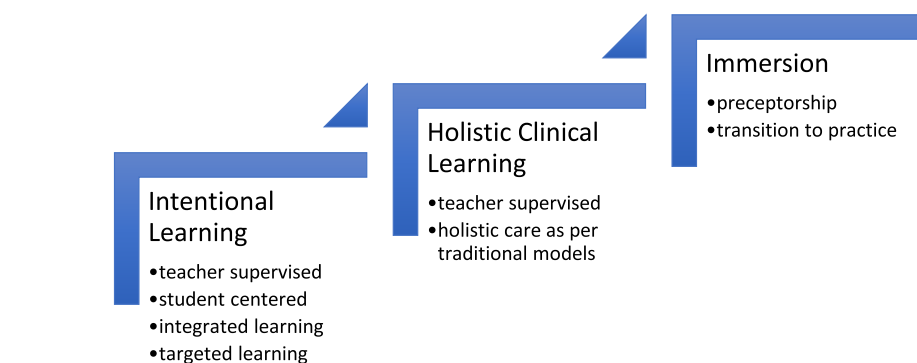 Intentional
Learning
•teacher supervised
•student centered
•integrated learning
•targeted learning
Holistic Clinical
Learning
•teacher supervised
•holistic care as per
traditional models
Immersion
•preceptorship
•transition to practice